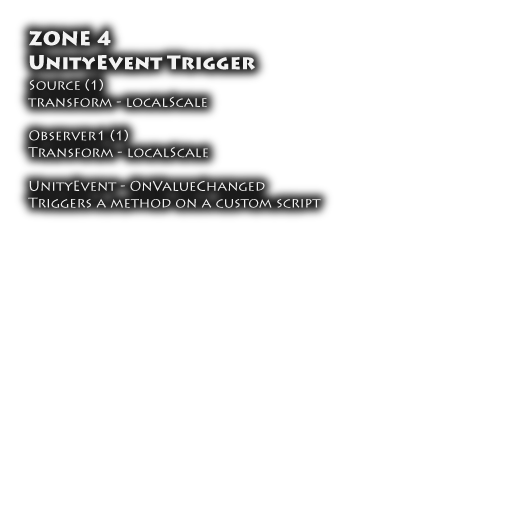 ZONE 4
UnityEvent Trigger
Source (1)
transform - localScale
Observer1 (1)
Transform - localScale
UnityEvent - OnValueChanged
Triggers a method on a custom script